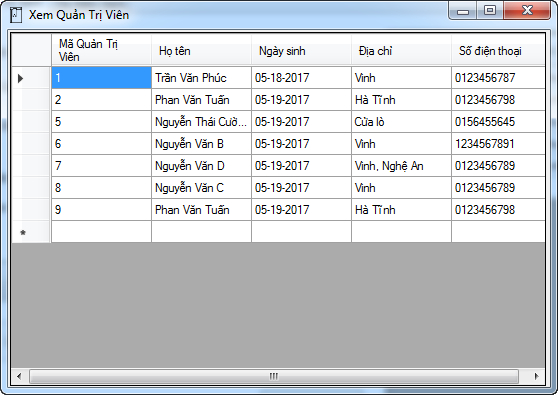 Xem Quản Trị Viên
Mã Quản Trị Viên Họ tên Ngày sinh Địa chỉ Số điện thoại
1 Trần Văn Phúc 05-18-2017 Vinh 0123456787
2 Phan Văn Tuấn 05-19-2017 Hà Tĩnh 0123456798
5 Nguyễn Thái Cườ... 05-19-2017 Cửa lò 0156455645
6 Nguyễn Văn B 05-19-2017 Vinh 1234567891
7 Nguyễn Văn D 05-19-2017 Vinh, Nghệ An 0123456789
8 Nguyễn Văn C 05-19-2017 Vinh 0123456789
9 Phan Văn Tuấn 05-19-2017 Hà Tĩnh 0123456798